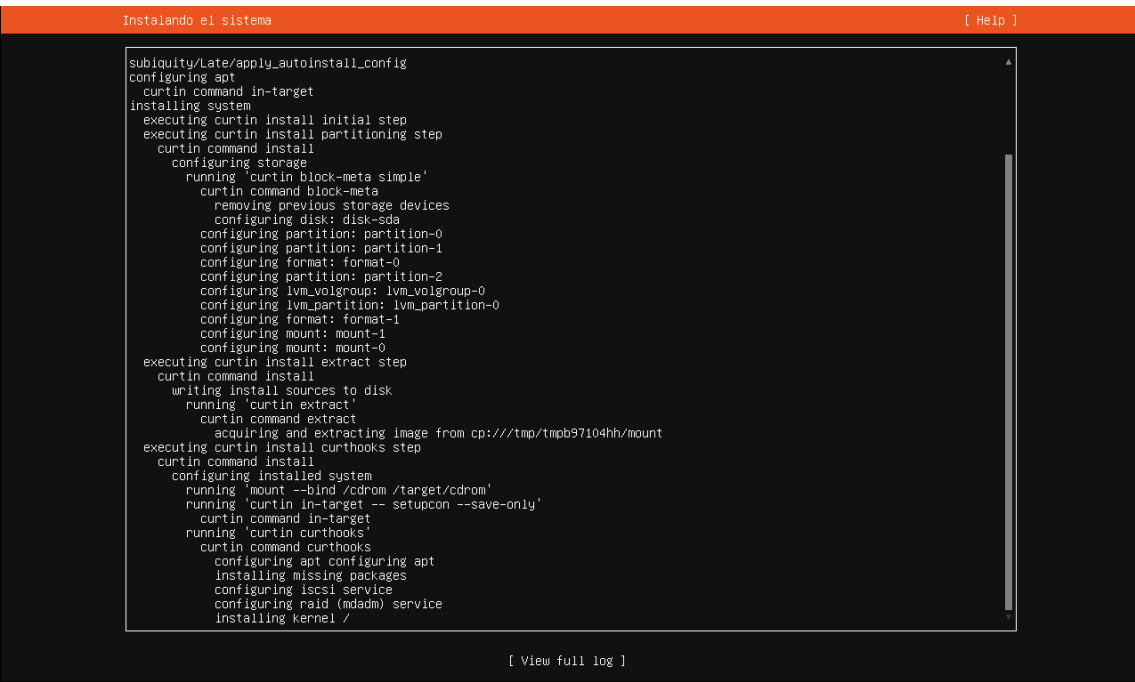 Instalando el sistema [ Help ]
subiquity/Late/apply_autoinstall_config
configuring apt
curtin command in-target
installing system
executing curtin install initial step
executing curtin install partitioning step
curtin command install
configuring storage
running 'curtin block-meta simple'
curtin command block-meta
removing previous storage devices
configuring disk: disk-sda
configuring partition: partition-0
configuring partition: partition-1
configuring format: format-0
configuring partition: partition-2
configuring lvm_volgroup: lvm_volgroup-0
configuring lvm_partition: lvm_partition-0
configuring format: format-1
configuring mount: mount-1
configuring mount: mount-0
executing curtin install extract step
curtin command install
writing install sources to disk
running 'curtin extract'
curtin command extract
acquiring and extracting image from cp:///tmp/tmpb97104hh/mount
executing curtin install curthooks step
curtin command install
configuring installed system
running 'mount --bind /cdrom /target/cdrom'
running 'curtin in-target -- setupcon --save-only'
curtin command in-target
running 'curtin curthooks'
curtin command curthooks
configuring apt configuring apt
installing missing packages
configuring iscsi service
configuring raid (mdadm) service
installing kernel /
[ View full log ]